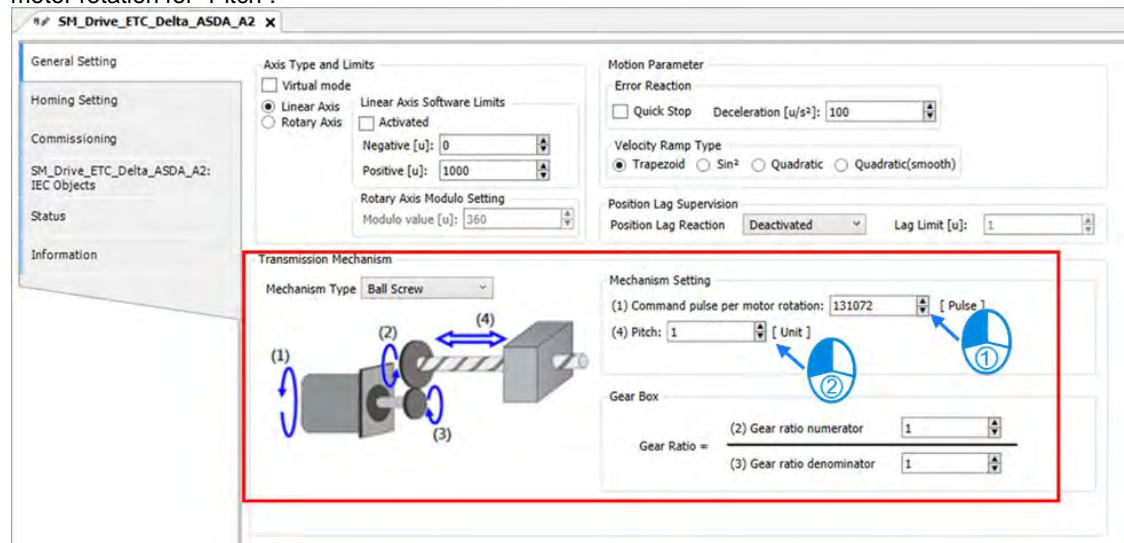 motor rotation for "Pitch".
SM_Drive_ETC_Delta_ASDA_A2 x
General Setting
Homing Setting
Commissioning
SM_Drive_ETC_Delta_ASDA_A2:
IEC Objects
Status
Information
Axis Type and Limits
Virtual mode
Linear Axis
Rotary Axis
Linear Axis Software Limits
Activated
Negative [u]: 0
Positive [u]: 1000
Rotary Axis Modulo Setting
Modulo value [u]: 360
Motion Parameter
Error Reaction
Quick Stop Deceleration [u/s²]: 100
Velocity Ramp Type
Trapezoid Sin² Quadratic Quadratic(smooth)
Position Lag Supervision
Position Lag Reaction Deactivated Lag Limit [u]: 1
Transmission Mechanism
Mechanism Type Ball Screw
(1)
(2)
(4)
(3)
Mechanism Setting
(1) Command pulse per motor rotation: 131072 [ Pulse ]
(4) Pitch: 1 [ Unit ]
①
②
Gear Box
Gear Ratio =
(2) Gear ratio numerator 1
(3) Gear ratio denominator 1